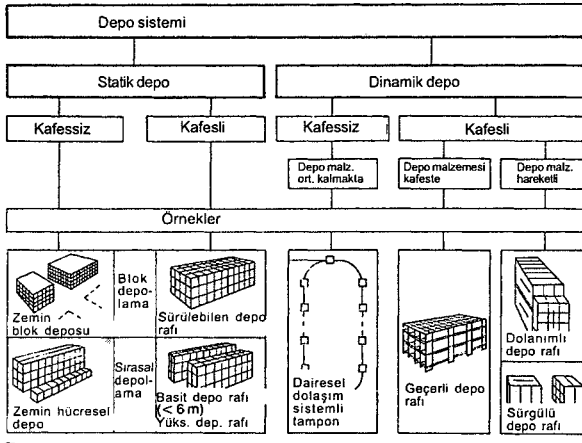 Depo sistemi
Statik depo
Dinamik depo
Kafessiz
Kafesli
Kafessiz
Kafesli
Depo malz.
ort. kalmakta
Depo malzemesi
kafeste
Depo malz.
hareketli
Örnekler
Zemin
blok deposu
Blok
depo-
lama
Sürülebilen depo
rafı
Zemin hücresel
depo
Sırasal
depol-
ama
Basit depo rafı
(< 6 m)
Yüks. dep. rafı
Dairesel
dolaşım
sistemli
tampon
Geçerli depo
rafı
Dolanımlı
depo rafı
Sürgülü
depo rafı